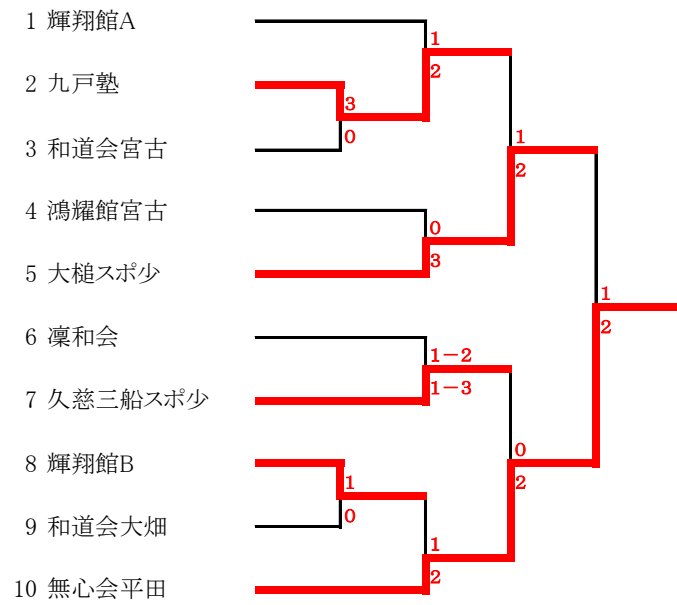 1 輝翔館A
1
2 九戸塾
2
3
3 和道会宮古
0
1
2
4 鴻耀館宮古
0
5 大槌スポ少
3
1
2
6 凜和会
1−2
7 久慈三船スポ少
1−3
8 輝翔館B
0
1
2
9 和道会大畑
0
1
10 無心会平田
2